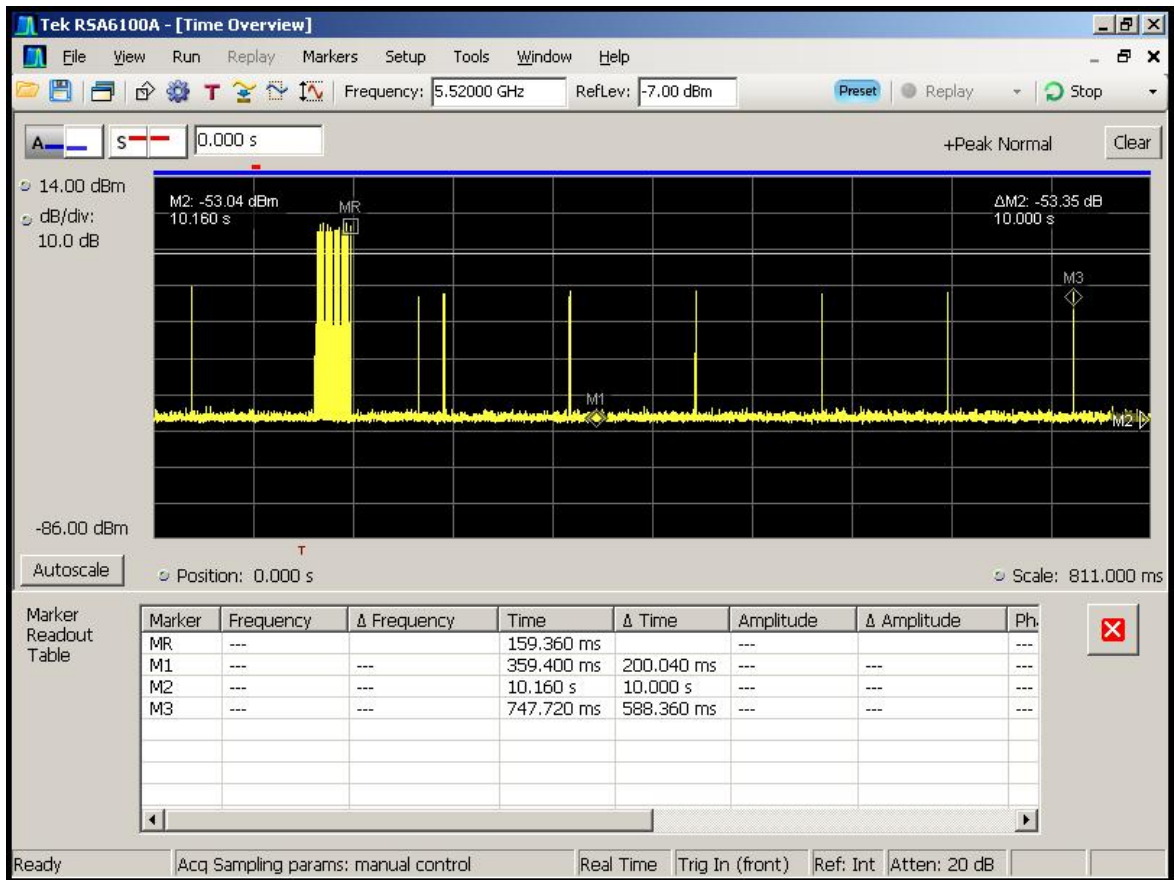 Tek RSA6100A - [Time Overview]
File View Run Replay Markers Setup Tools Window Help
T Frequency: 5.52000 GHz RefLev: -7.00 dBm Preset Replay Stop
A S 0.000 s +Peak Normal Clear
14.00 dBm
dB/div:
10.0 dB
M2: -53.04 dBm
10.160 s
MR
ΔM2: -53.35 dB
10.000 s
M3
M1
M2
-86.00 dBm
T
Autoscale Position: 0.000 s Scale: 811.000 ms
Marker
Readout
Table
Marker Frequency Δ Frequency Time Δ Time Amplitude Δ Amplitude Ph
MR --- 159.360 ms --- ---
M1 --- --- 359.400 ms 200.040 ms --- --- ---
M2 --- --- 10.160 s 10.000 s --- --- ---
M3 --- --- 747.720 ms 588.360 ms --- --- ---
Ready Acq Sampling params: manual control Real Time Trig In (front) Ref: Int Atten: 20 dB